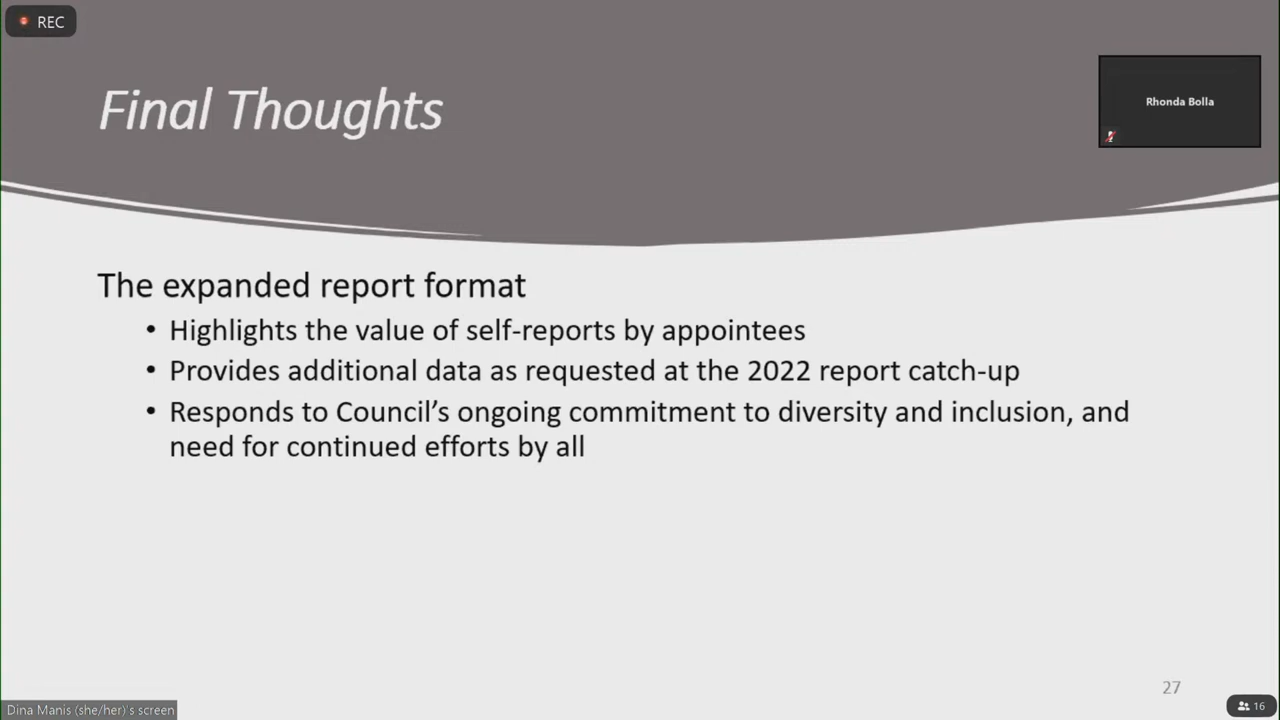 REC
Final Thoughts
Rhonda Bolla
The expanded report format
• Highlights the value of self-reports by appointees
• Provides additional data as requested at the 2022 report catch-up
• Responds to Council’s ongoing commitment to diversity and inclusion, and
need for continued efforts by all
27
Dina Manis (she/her)'s screen
16